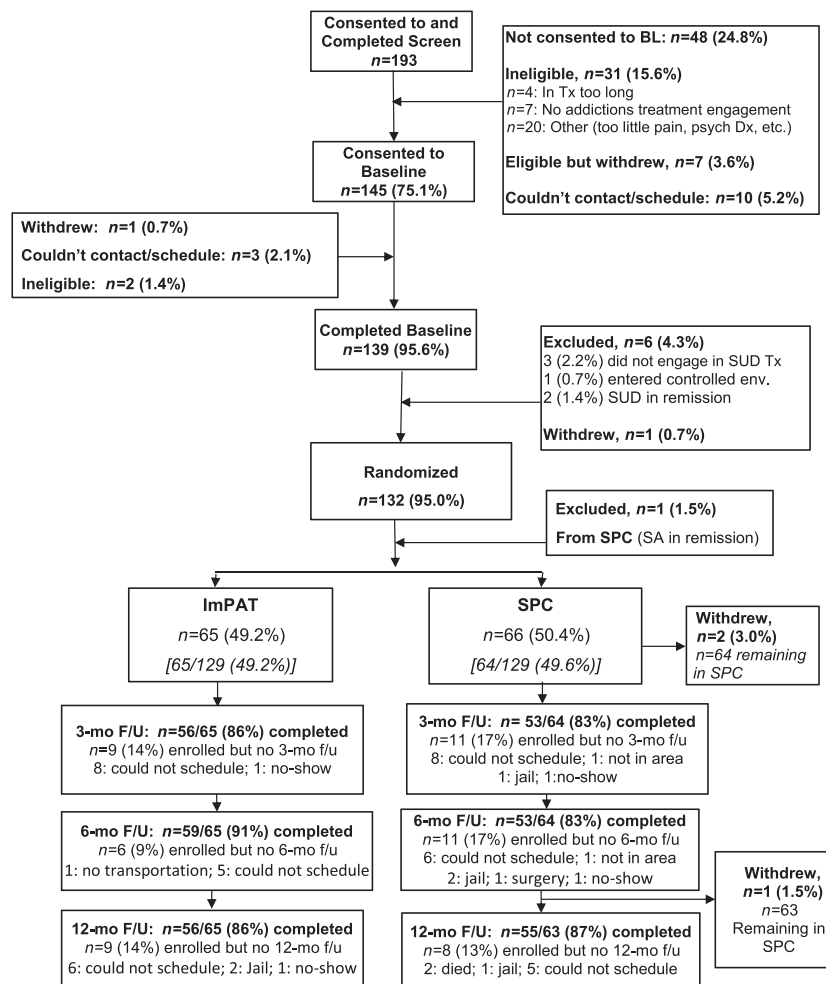 Consented to and
Completed Screen
n=193
Not consented to BL: n=48 (24.8%)
Ineligible, n=31 (15.6%)
n=4: In Tx too long
n=7: No addictions treatment engagement
n=20: Other (too little pain, psych Dx, etc.)
Eligible but withdrew, n=7 (3.6%)
Couldn't contact/schedule: n=10 (5.2%)
Consented to
Baseline
n=145 (75.1%)
Withdrew: n=1 (0.7%)
Couldn't contact/schedule: n=3 (2.1%)
Ineligible: n=2 (1.4%)
Completed Baseline
n=139 (95.6%)
Excluded, n=6 (4.3%)
3 (2.2%) did not engage in SUD Tx
1 (0.7%) entered controlled env.
2 (1.4%) SUD in remission
Withdrew, n=1 (0.7%)
Randomized
n=132 (95.0%)
Excluded, n=1 (1.5%)
From SPC (SA in remission)
ImPAT
n=65 (49.2%)
[65/129 (49.2%)]
SPC
n=66 (50.4%)
[64/129 (49.6%)]
Withdrew,
n=2 (3.0%)
n=64 remaining
in SPC
3-mo F/U: n=56/65 (86%) completed
n=9 (14%) enrolled but no 3-mo f/u
8: could not schedule; 1: no-show
3-mo F/U: n= 53/64 (83%) completed
n=11 (17%) enrolled but no 3-mo f/u
8: could not schedule; 1: not in area
1: jail; 1:no-show
6-mo F/U: n=59/65 (91%) completed
n=6 (9%) enrolled but no 6-mo f/u
1: no transportation; 5: could not schedule
6-mo F/U: n=53/64 (83%) completed
n=11 (17%) enrolled but no 6-mo f/u
6: could not schedule; 1: not in area
2: jail; 1: surgery; 1: no-show
Withdrew,
n=1 (1.5%)
n=63
Remaining in
SPC
12-mo F/U: n=56/65 (86%) completed
n=9 (14%) enrolled but no 12-mo f/u
6: could not schedule; 2: Jail; 1: no-show
12-mo F/U: n=55/63 (87%) completed
n=8 (13%) enrolled but no 12-mo f/u
2: died; 1: jail; 5: could not schedule